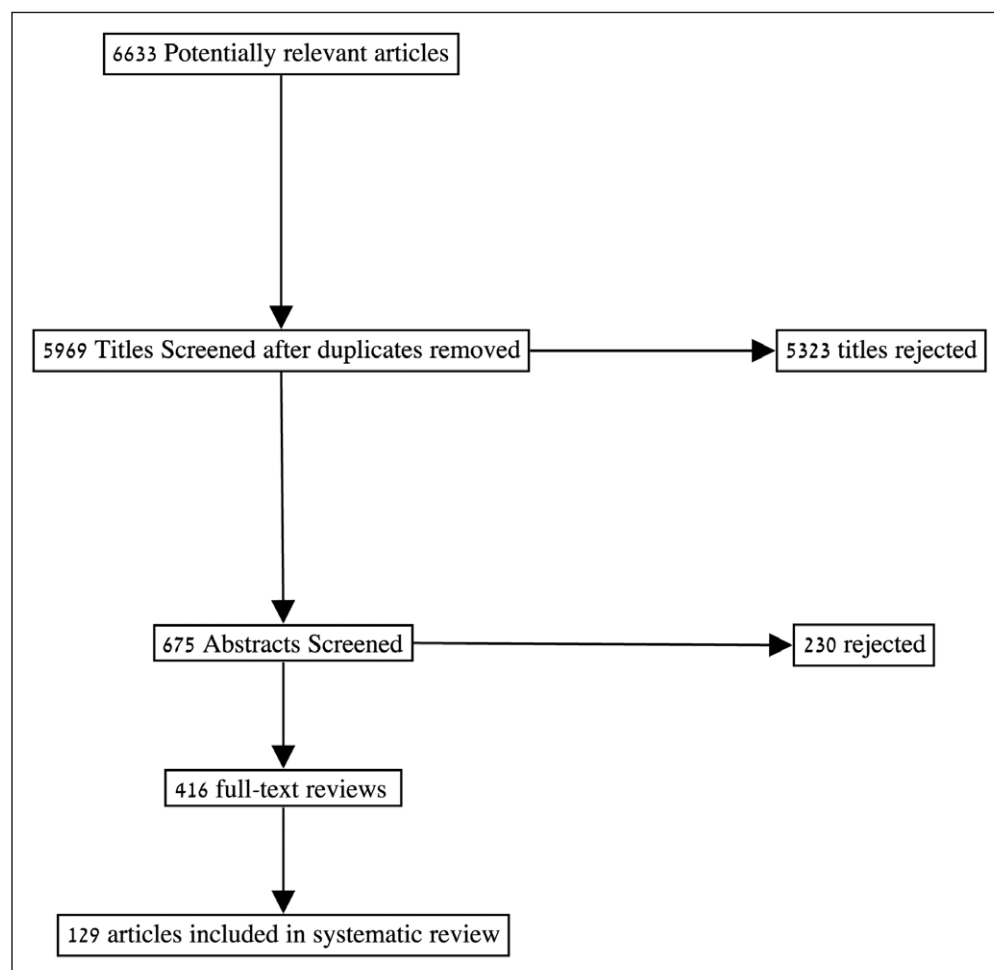 6633 Potentially relevant articles
5969 Titles Screened after duplicates removed
5323 titles rejected
675 Abstracts Screened
230 rejected
416 full-text reviews
129 articles included in systematic review